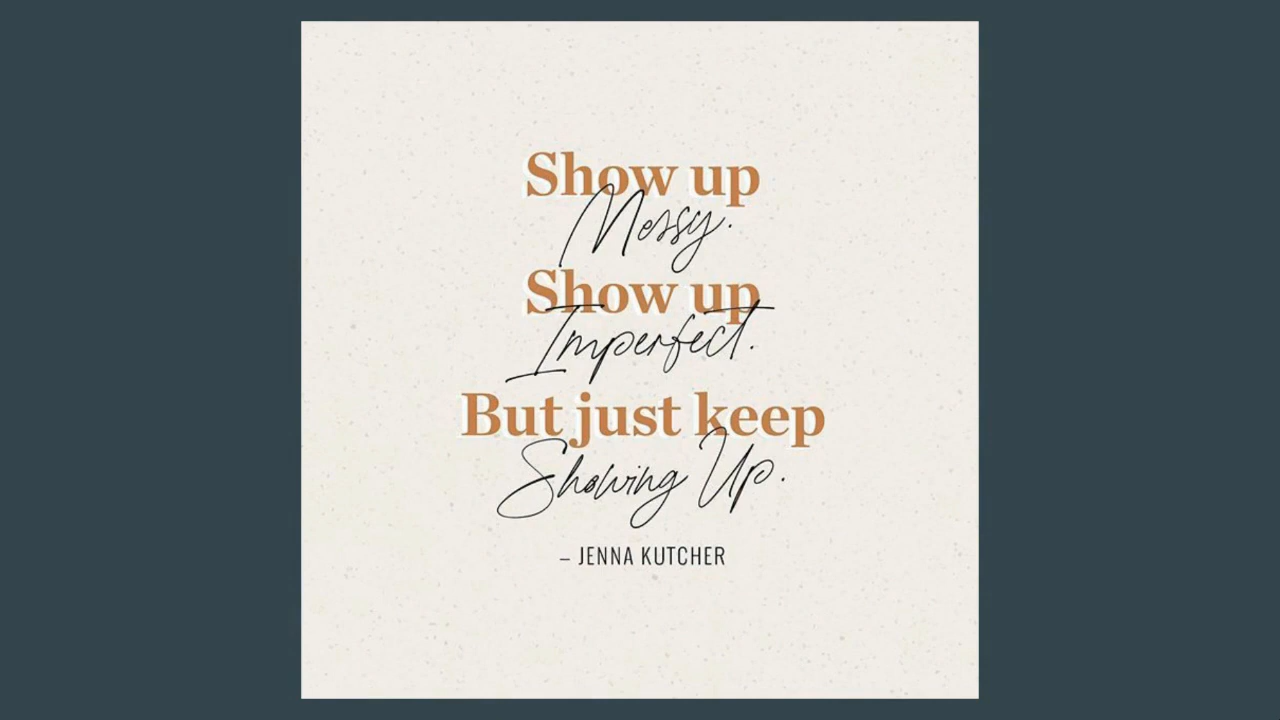 Show up
Messy.
Show up
Imperfect.
But just keep
Showing Up.
– JENNA KUTCHER